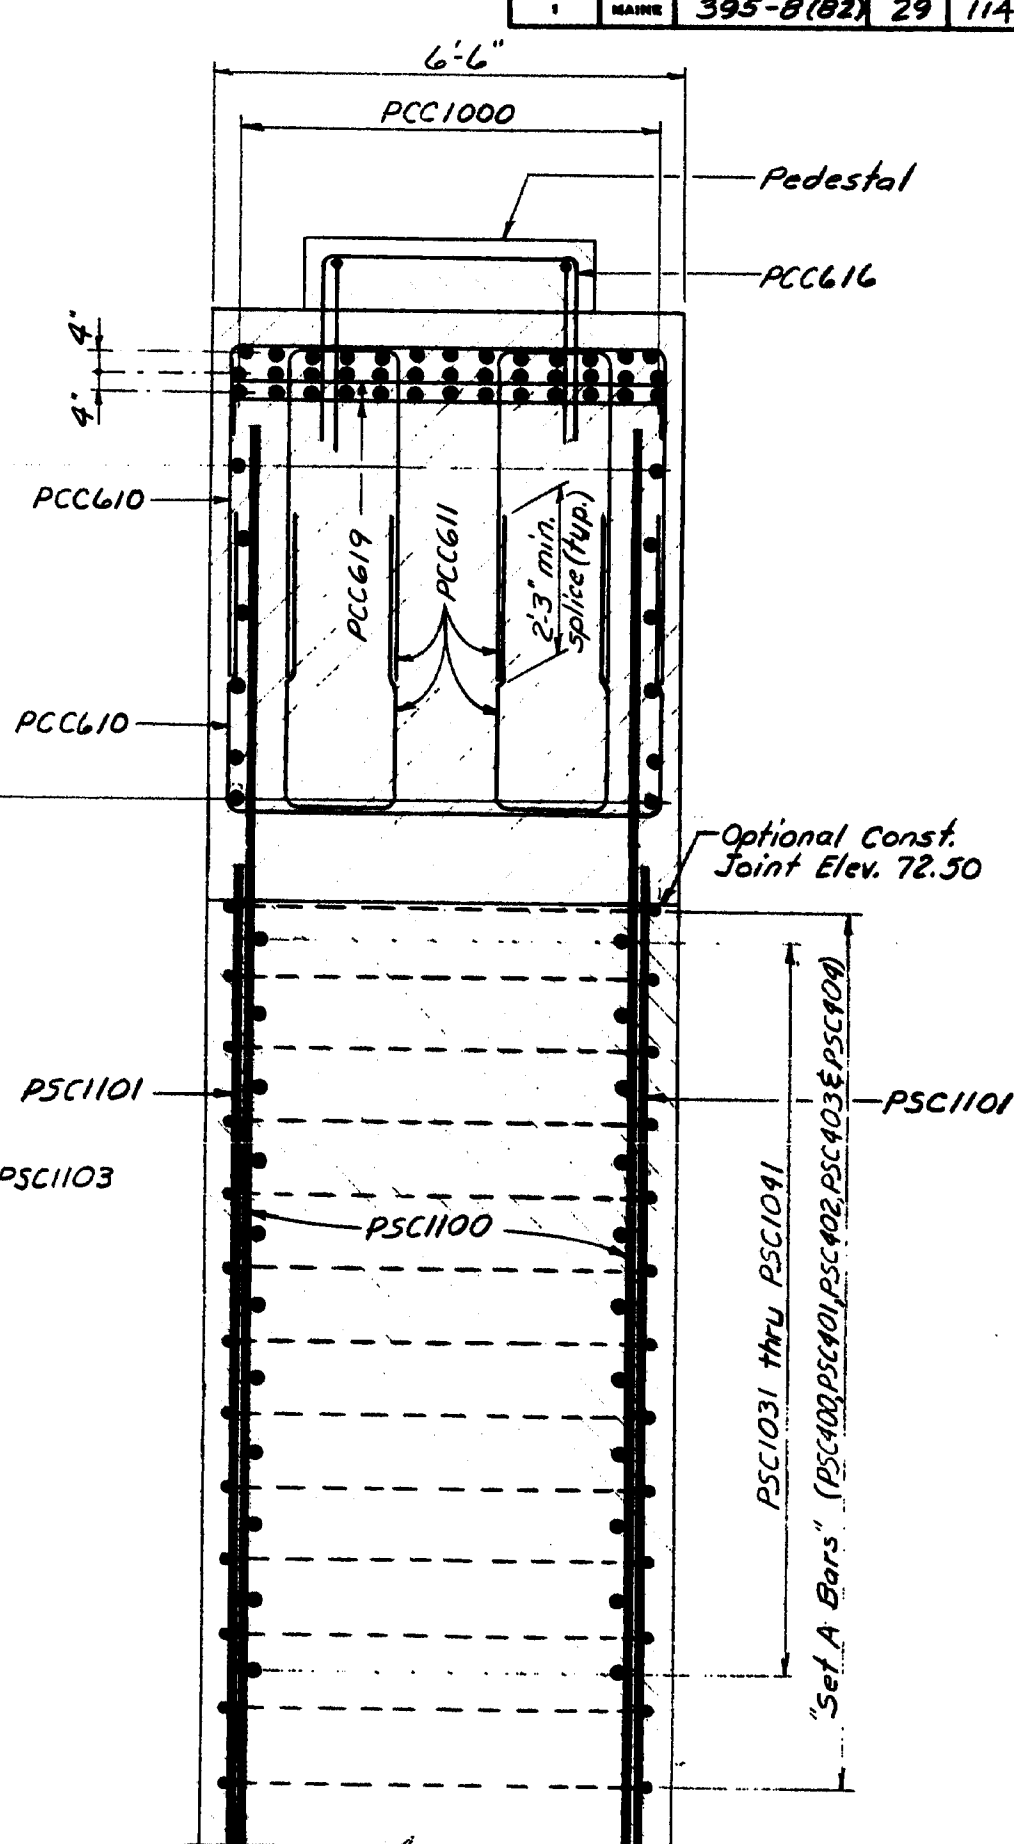 1 MAINE 395-8(82) 29 114
6'-6"
PCC1000
Pedestal
PCC616
4"
4"
PCC610
PCC619
PCC611
2'-3" min.
splice (typ.)
PCC610
Optional Const.
Joint Elev. 72.50
PSC1101
PSC1101
PSC1103
PSC1100
PSC1031 thru PSC1041
"Set A Bars" (PSC400,PSC401,PSC402,PSC403&PSC404)